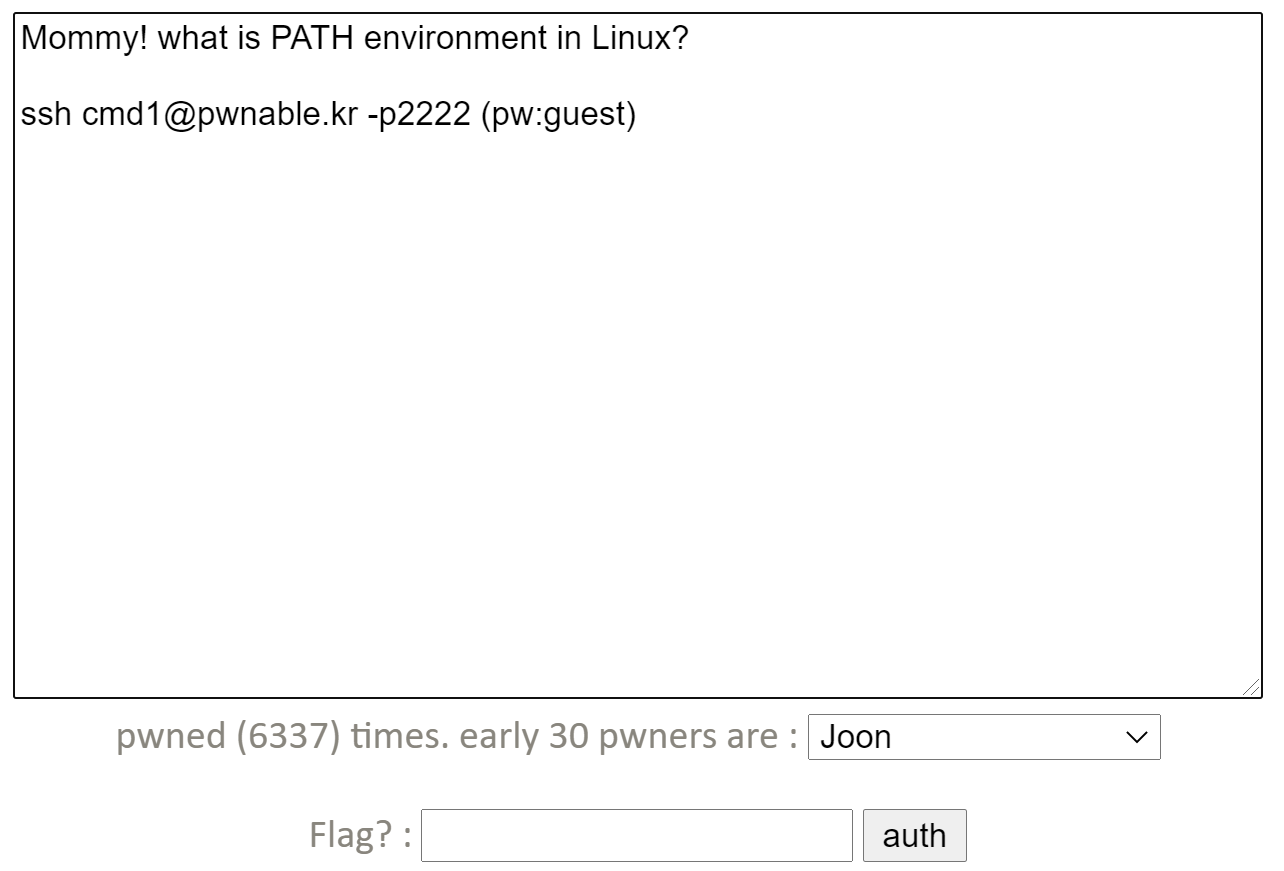 Mommy! what is PATH environment in Linux?
ssh cmd1@pwnable.kr -p2222 (pw:guest)
pwned (6337) times. early 30 pwners are : Joon
Flag? : auth